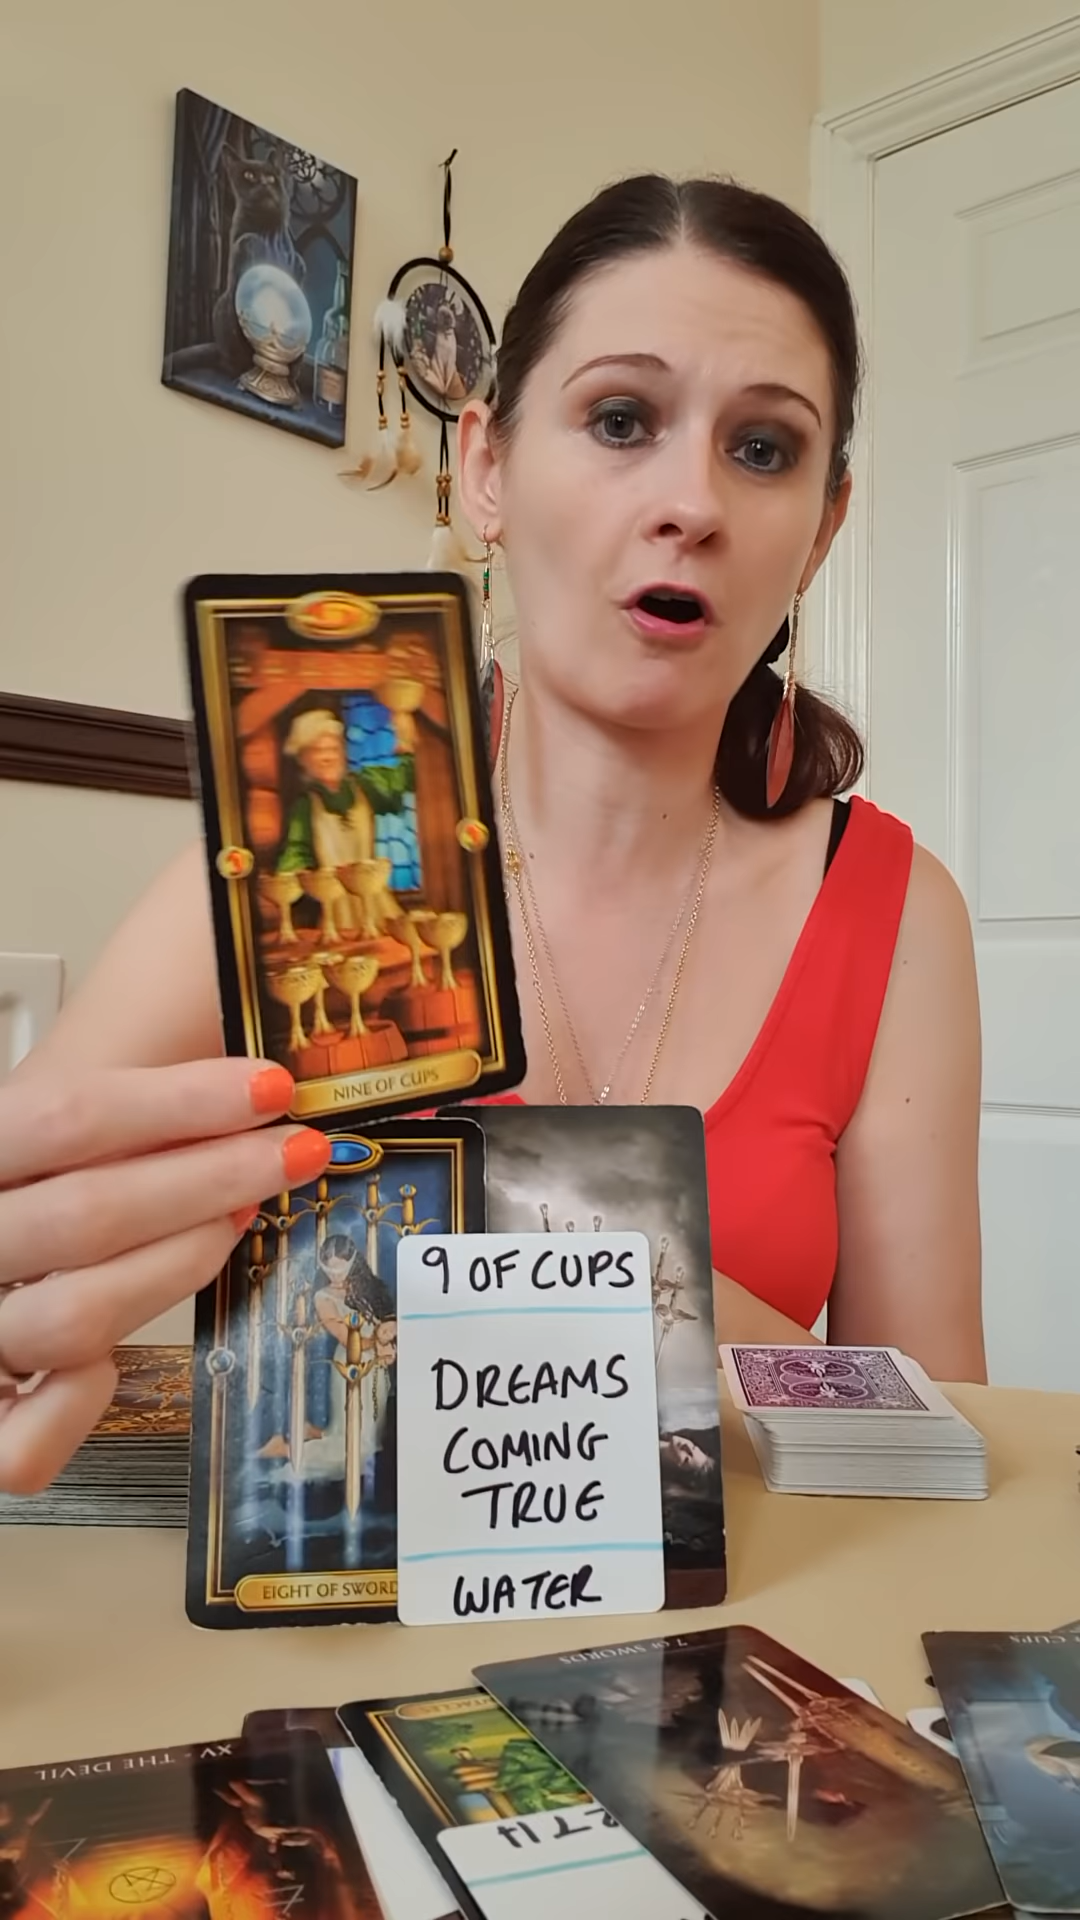 NINE OF CUPS
9 OF CUPS
DREAMS
COMING
TRUE
WATER
EIGHT OF SWORD
7 OF SWORDS
CUPS
XV - THE DEVIL